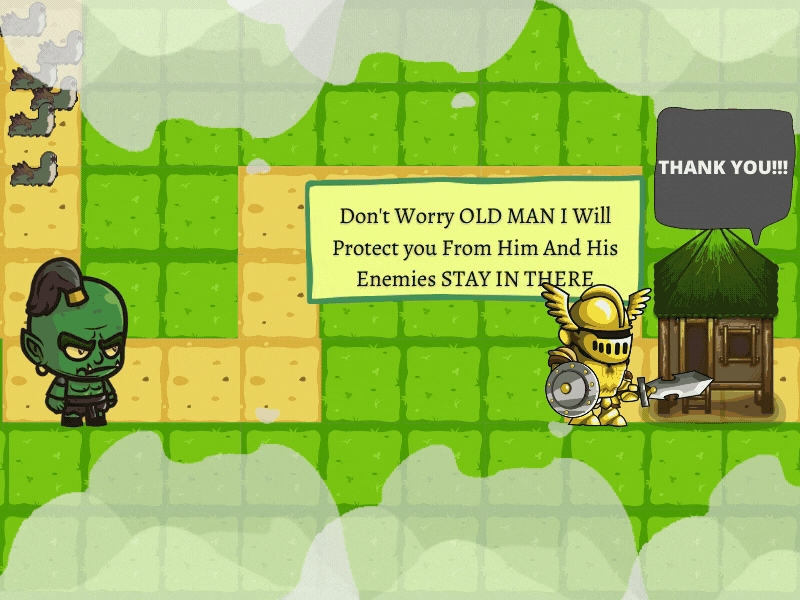 THANK YOU!!!
Don't Worry OLD MAN I Will
Protect you From Him And His
Enemies STAY IN THERE